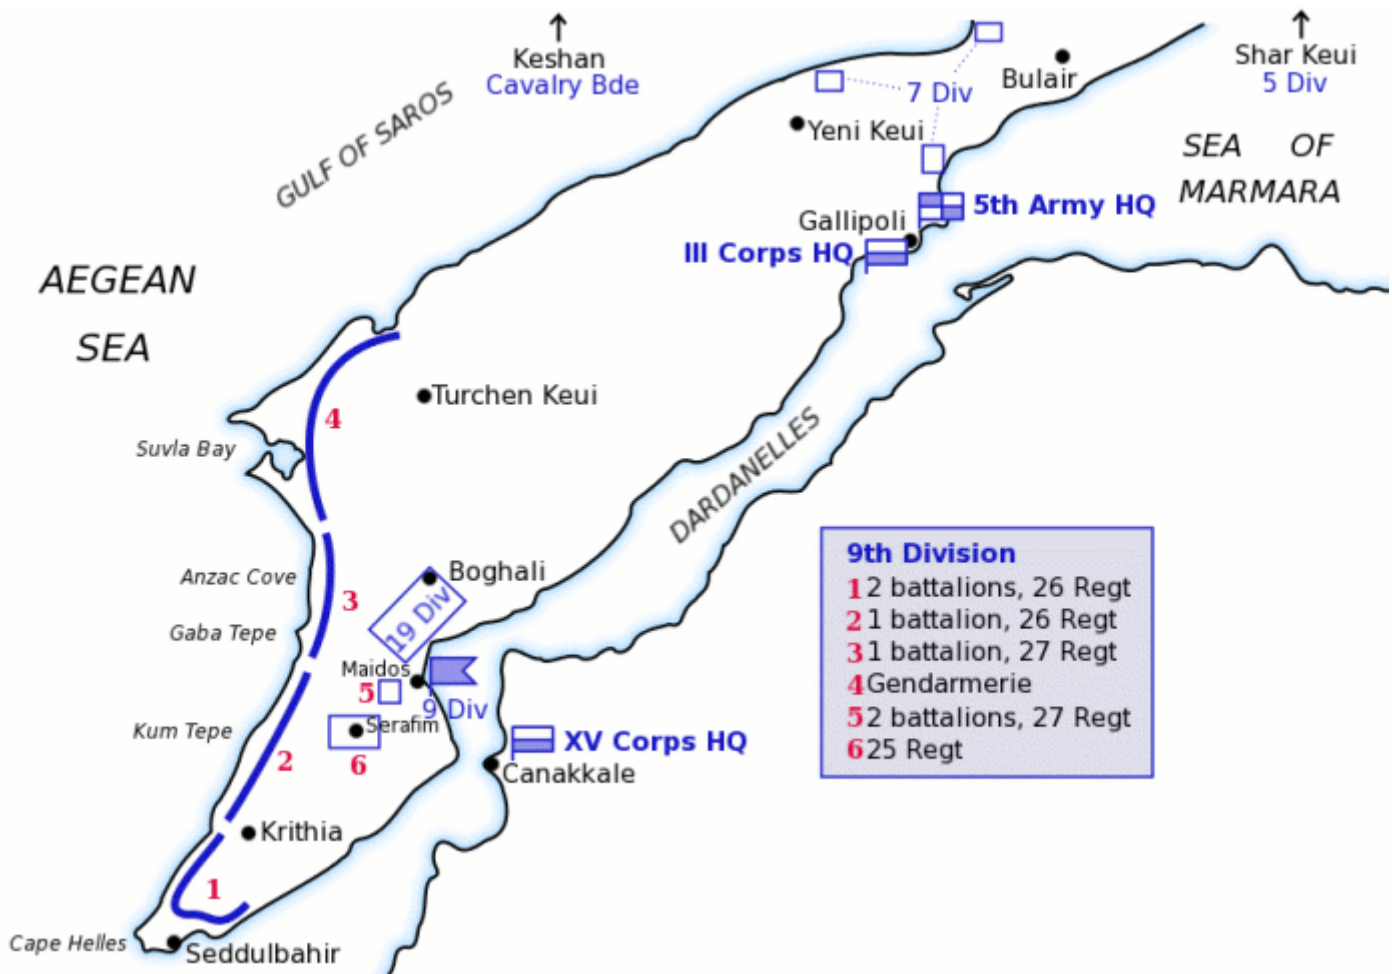 Keshan
Cavalry Bde
Shar Keui
5 Div
Bulair
7 Div
GULF OF SAROS
Yeni Keui
SEA OF
MARMARA
5th Army HQ
Gallipoli
III Corps HQ
AEGEAN
SEA
Turchen Keui
4
Suvla Bay
DARDANELLES
Boghali
Anzac Cove
3
19 Div
Gaba Tepe
Maidos
5
9 Div
Serafim
Kum Tepe
2
6
XV Corps HQ
Canakkale
Krithia
1
Cape Helles
Seddulbahir
9th Division
1 2 battalions, 26 Regt
2 1 battalion, 26 Regt
3 1 battalion, 27 Regt
4 Gendarmerie
5 2 battalions, 27 Regt
6 25 Regt